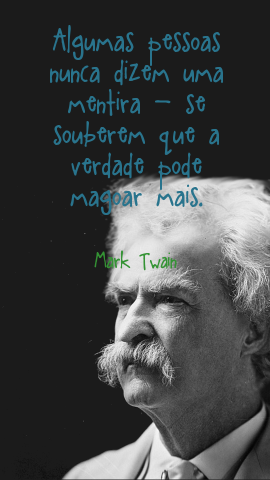 Algumas pessoas
nunca dizem uma
mentira - se
souberem que a
verdade pode
magoar mais.
Mark Twain